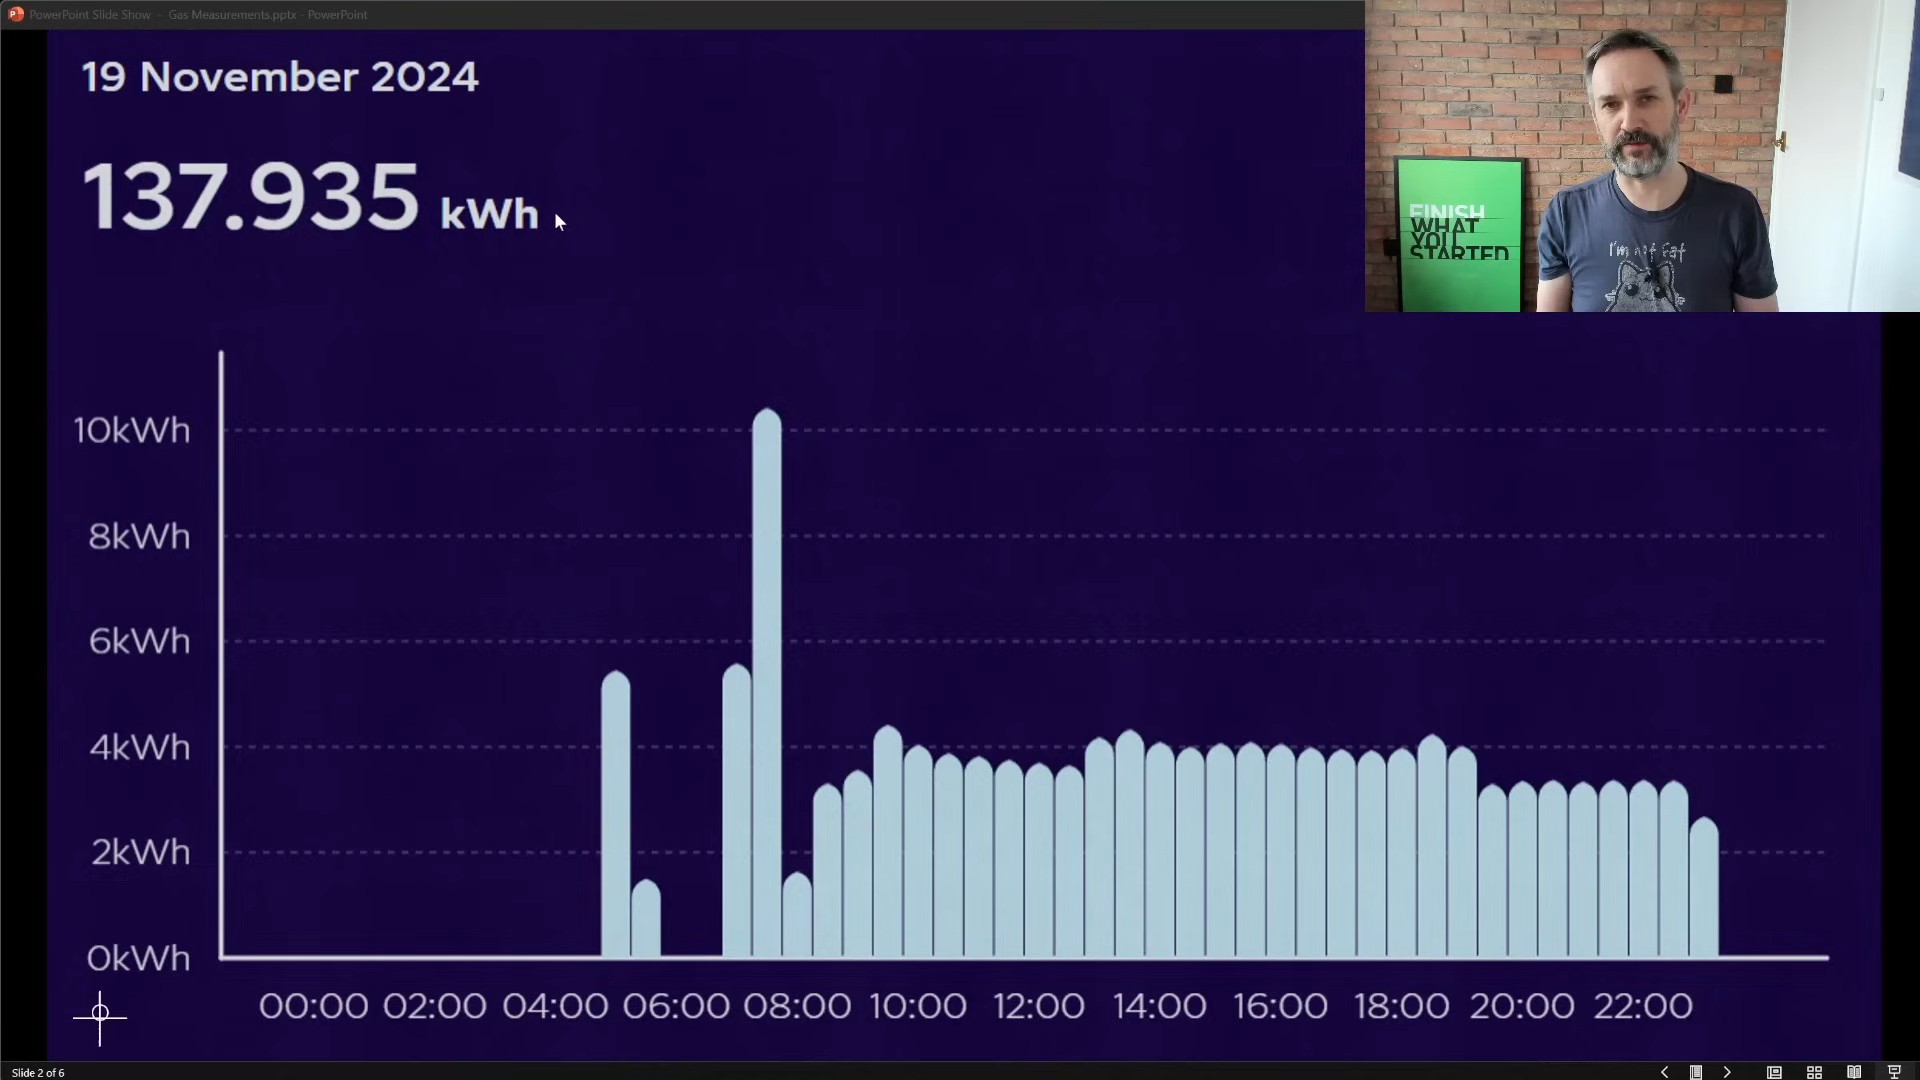 PowerPoint Slide Show - Gas Measurements.pptx - PowerPoint
19 November 2024
137.935 kWh
FINISH
WHAT
YOU
STARTED
I'm not fat
10kWh
8kWh
6kWh
4kWh
2kWh
0kWh
00:00 02:00 04:00 06:00 08:00 10:00 12:00 14:00 16:00 18:00 20:00 22:00
Slide 2 of 6